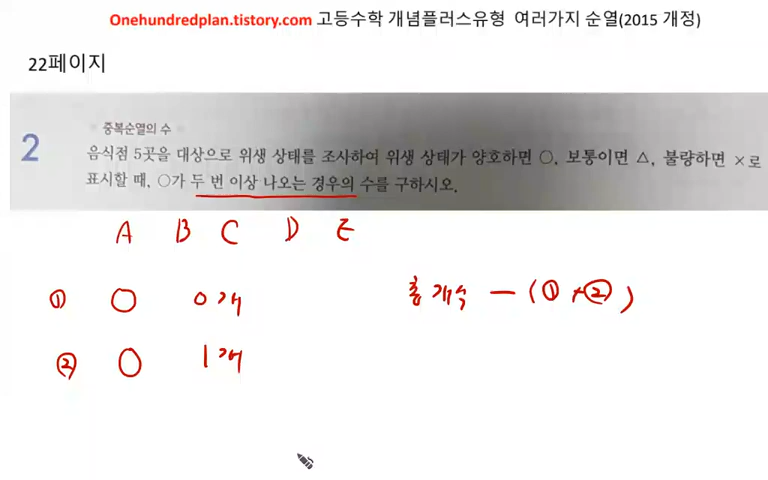 Onehundredplan.tistory.com 고등수학 개념플러스유형 여러가지 순열(2015 개정)
22페이지
중복순열의 수
2 음식점 5곳을 대상으로 위생 상태를 조사하여 위생 상태가 양호하면 ○, 보통이면 △, 불량하면 ×로
표시할 때, ○가 두 번 이상 나오는 경우의 수를 구하시오.
A B C D E
① ○ 0개 총 개수 — (① + ②)
② ○ 1개